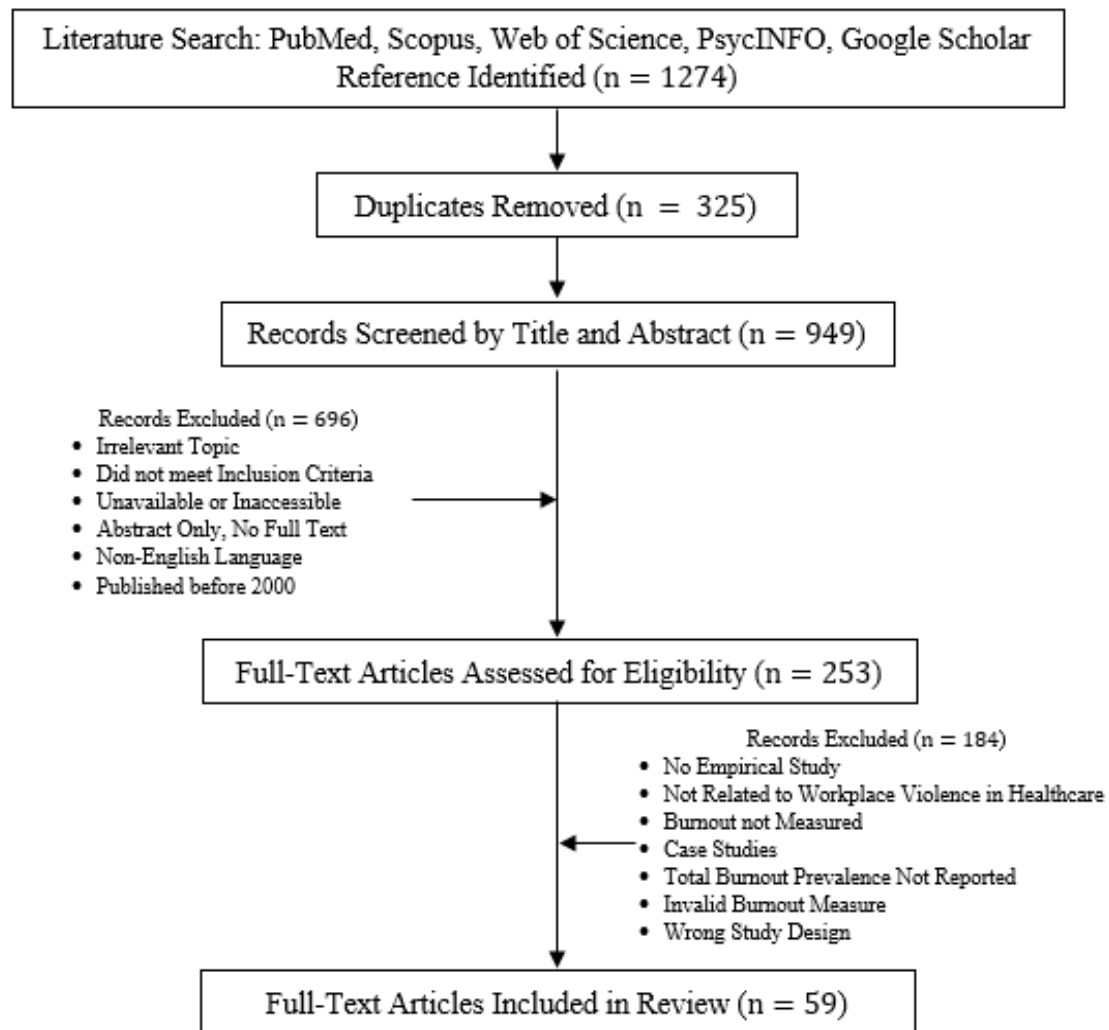 Literature Search: PubMed, Scopus, Web of Science, PsycINFO, Google Scholar
Reference Identified (n = 1274)
Duplicates Removed (n = 325)
Records Screened by Title and Abstract (n = 949)
Records Excluded (n = 696)
• Irrelevant Topic
• Did not meet Inclusion Criteria
• Unavailable or Inaccessible
• Abstract Only, No Full Text
• Non-English Language
• Published before 2000
Full-Text Articles Assessed for Eligibility (n = 253)
Records Excluded (n = 184)
• No Empirical Study
• Not Related to Workplace Violence in Healthcare
• Burnout not Measured
• Case Studies
• Total Burnout Prevalence Not Reported
• Invalid Burnout Measure
• Wrong Study Design
Full-Text Articles Included in Review (n = 59)